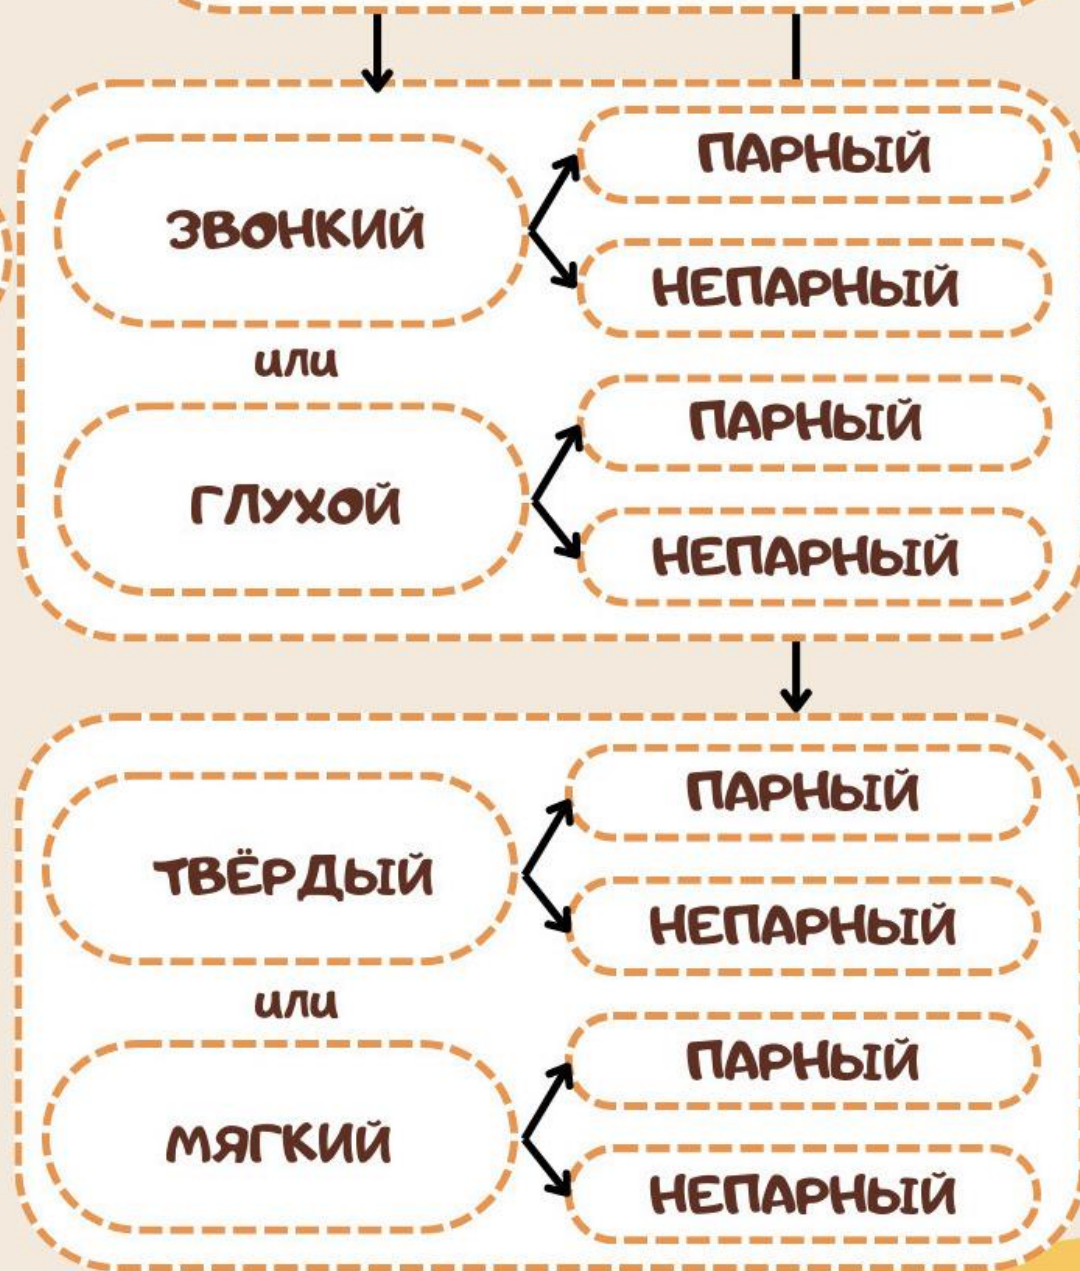 ЗВОНКИЙ
ПАРНЫЙ
НЕПАРНЫЙ
или
ГЛУХОЙ
ПАРНЫЙ
НЕПАРНЫЙ
ТВЁРДЫЙ
ПАРНЫЙ
НЕПАРНЫЙ
или
МЯГКИЙ
ПАРНЫЙ
НЕПАРНЫЙ